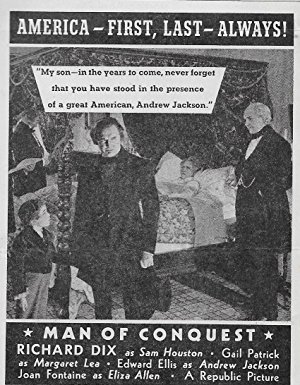 AMERICA – FIRST, LAST – ALWAYS!
"My son—in the years to come, never forget
that you have stood in the presence
of a great American, Andrew Jackson."
★ MAN OF CONQUEST ★
RICHARD DIX as Sam Houston • Gail Patrick
as Margaret Lea • Edward Ellis as Andrew Jackson
Joan Fontaine as Eliza Allen • A Republic Picture